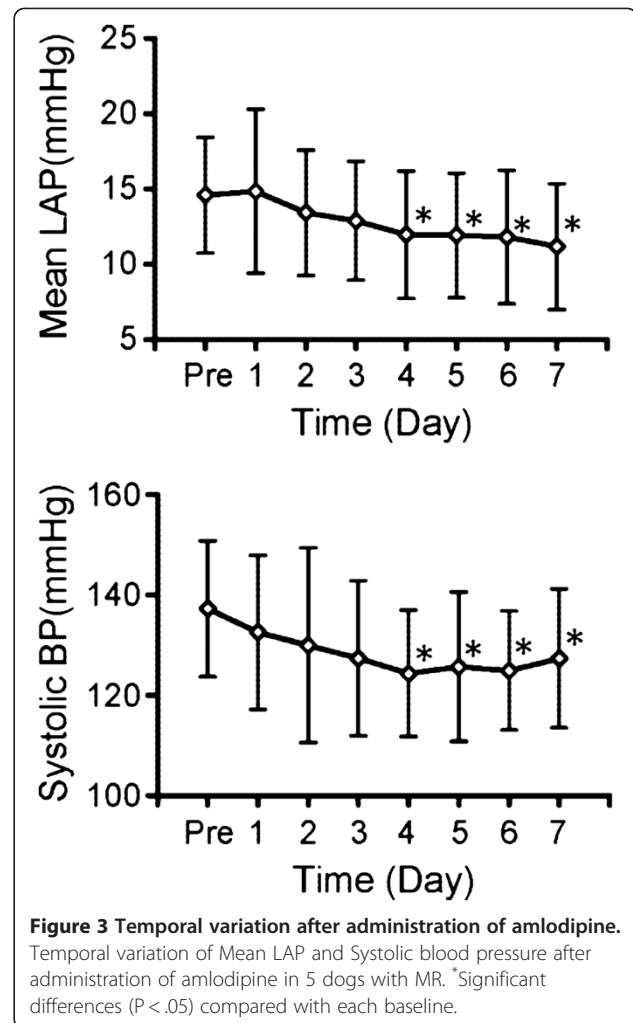 25
20
15
10
5
Mean LAP(mmHg)
* * * *
Pre 1 2 3 4 5 6 7
Time (Day)
160
140
120
100
Systolic BP(mmHg)
* * * *
Pre 1 2 3 4 5 6 7
Time (Day)
Figure 3 Temporal variation after administration of amlodipine.
Temporal variation of Mean LAP and Systolic blood pressure after
administration of amlodipine in 5 dogs with MR. *Significant
differences (P < .05) compared with each baseline.